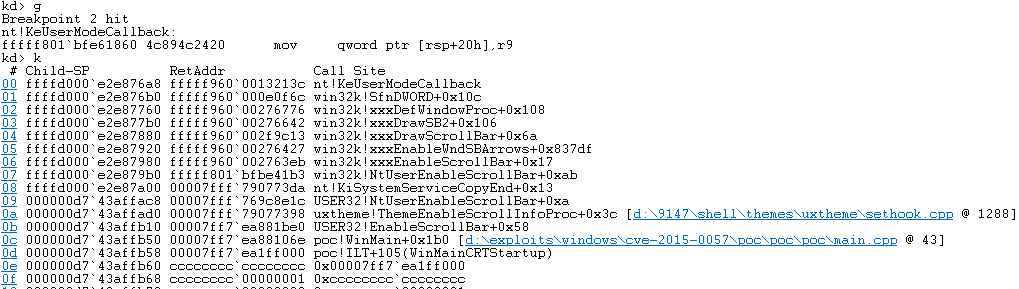 kd> g
Breakpoint 2 hit
nt!KeUserModeCallback:
fffff801`bfe61860 4c894c2420 mov qword ptr [rsp+20h],r9
kd> k
# Child-SP RetAddr Call Site
00 ffffd000`e2e876a8 fffff960`0013213c nt!KeUserModeCallback
01 ffffd000`e2e876b0 fffff960`000e0f6c win32k!SfnDWORD+0x10c
02 ffffd000`e2e87760 fffff960`00276776 win32k!xxxDefWindowProc+0x108
03 ffffd000`e2e877b0 fffff960`00276642 win32k!xxxDrawSB2+0x106
04 ffffd000`e2e87880 fffff960`002f9c13 win32k!xxxDrawScrollBar+0x6a
05 ffffd000`e2e87920 fffff960`00276427 win32k!xxxEnableWndSBArrows+0x837df
06 ffffd000`e2e87980 fffff960`002763eb win32k!xxxEnableScrollBar+0x17
07 ffffd000`e2e879b0 fffff801`bfbe41b3 win32k!NtUserEnableScrollBar+0xab
08 ffffd000`e2e87a00 00007fff`790773da nt!KiSystemServiceCopyEnd+0x13
09 000000d7`43affac8 00007fff`769c8e1c USER32!NtUserEnableScrollBar+0xa
0a 000000d7`43affad0 00007fff`79077398 uxtheme!ThemeEnableScrollInfoProc+0x3c [d:\9147\shell\themes\uxtheme\sethook.cpp @ 1288]
0b 000000d7`43affb10 00007ff7`ea881be0 USER32!EnableScrollBar+0x58
0c 000000d7`43affb50 00007ff7`ea88106e poc!WinMain+0x1b0 [d:\exploits\windows\cve-2015-0057\poc\poc\poc\main.cpp @ 43]
0d 000000d7`43affb58 00007ff7`ea1ff000 poc!ILT+105(WinMainCRTStartup)
0e 000000d7`43affb60 cccccccc`cccccccc 0x00007ff7`ea1ff000
0f 000000d7`43affb68 cccccccc`00000001 0xcccccccc`cccccccc